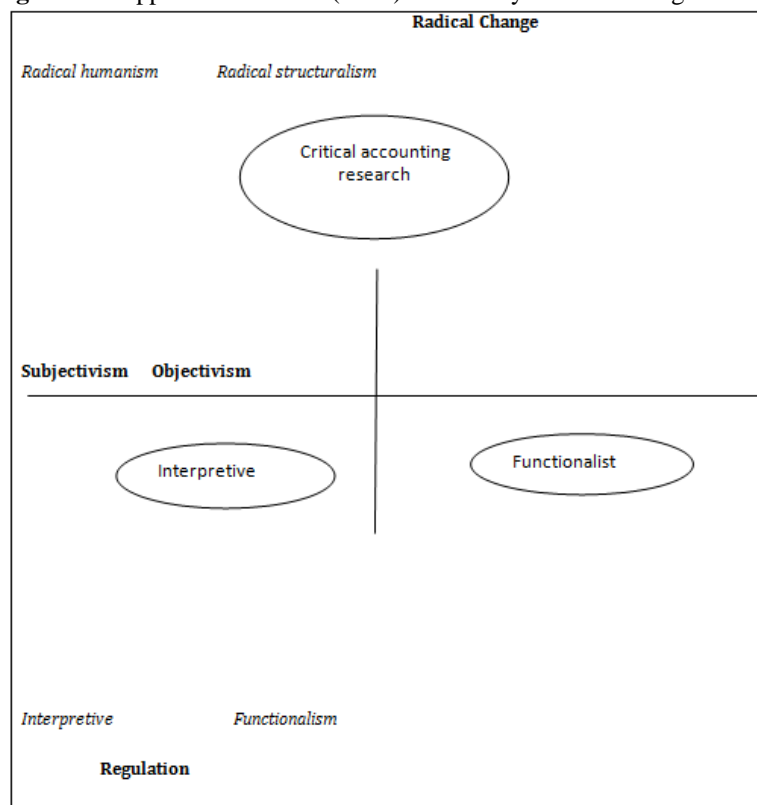 Radical Change
Radical humanism Radical structuralism
Critical accounting
research
Subjectivism Objectivism
Interpretive Functionalist
Interpretive Functionalism
Regulation